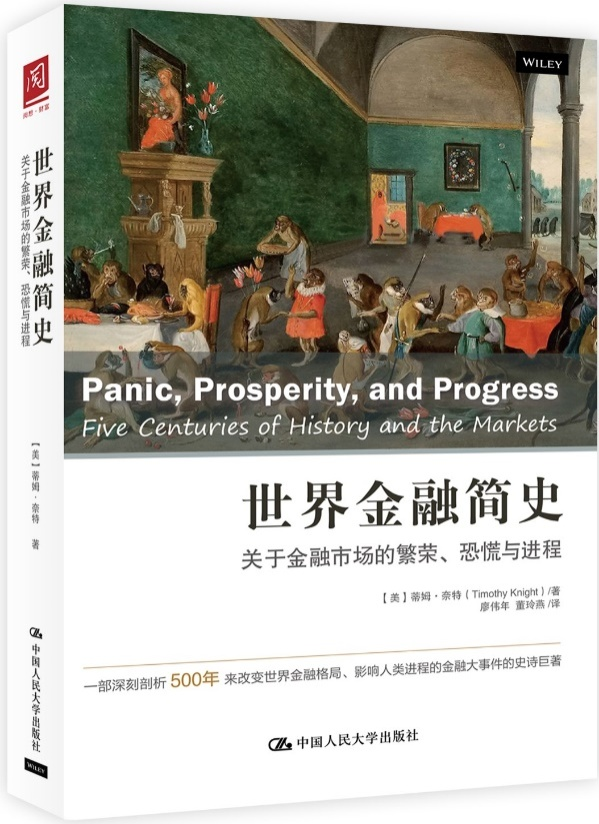 阅
阅想·财富
世界金融简史
关于金融市场的繁荣、恐慌与进程
【美】蒂姆·奈特 著
中国人民大学出版社
WILEY
WILEY
Panic, Prosperity, and Progress
Five Centuries of History and the Markets
世界金融简史
关于金融市场的繁荣、恐慌与进程
【美】蒂姆·奈特（Timothy Knight）/著
廖伟年 董玲燕/译
一部深刻剖析 500年 来改变世界金融格局、影响人类进程的金融大事件的史诗巨著
中国人民大学出版社